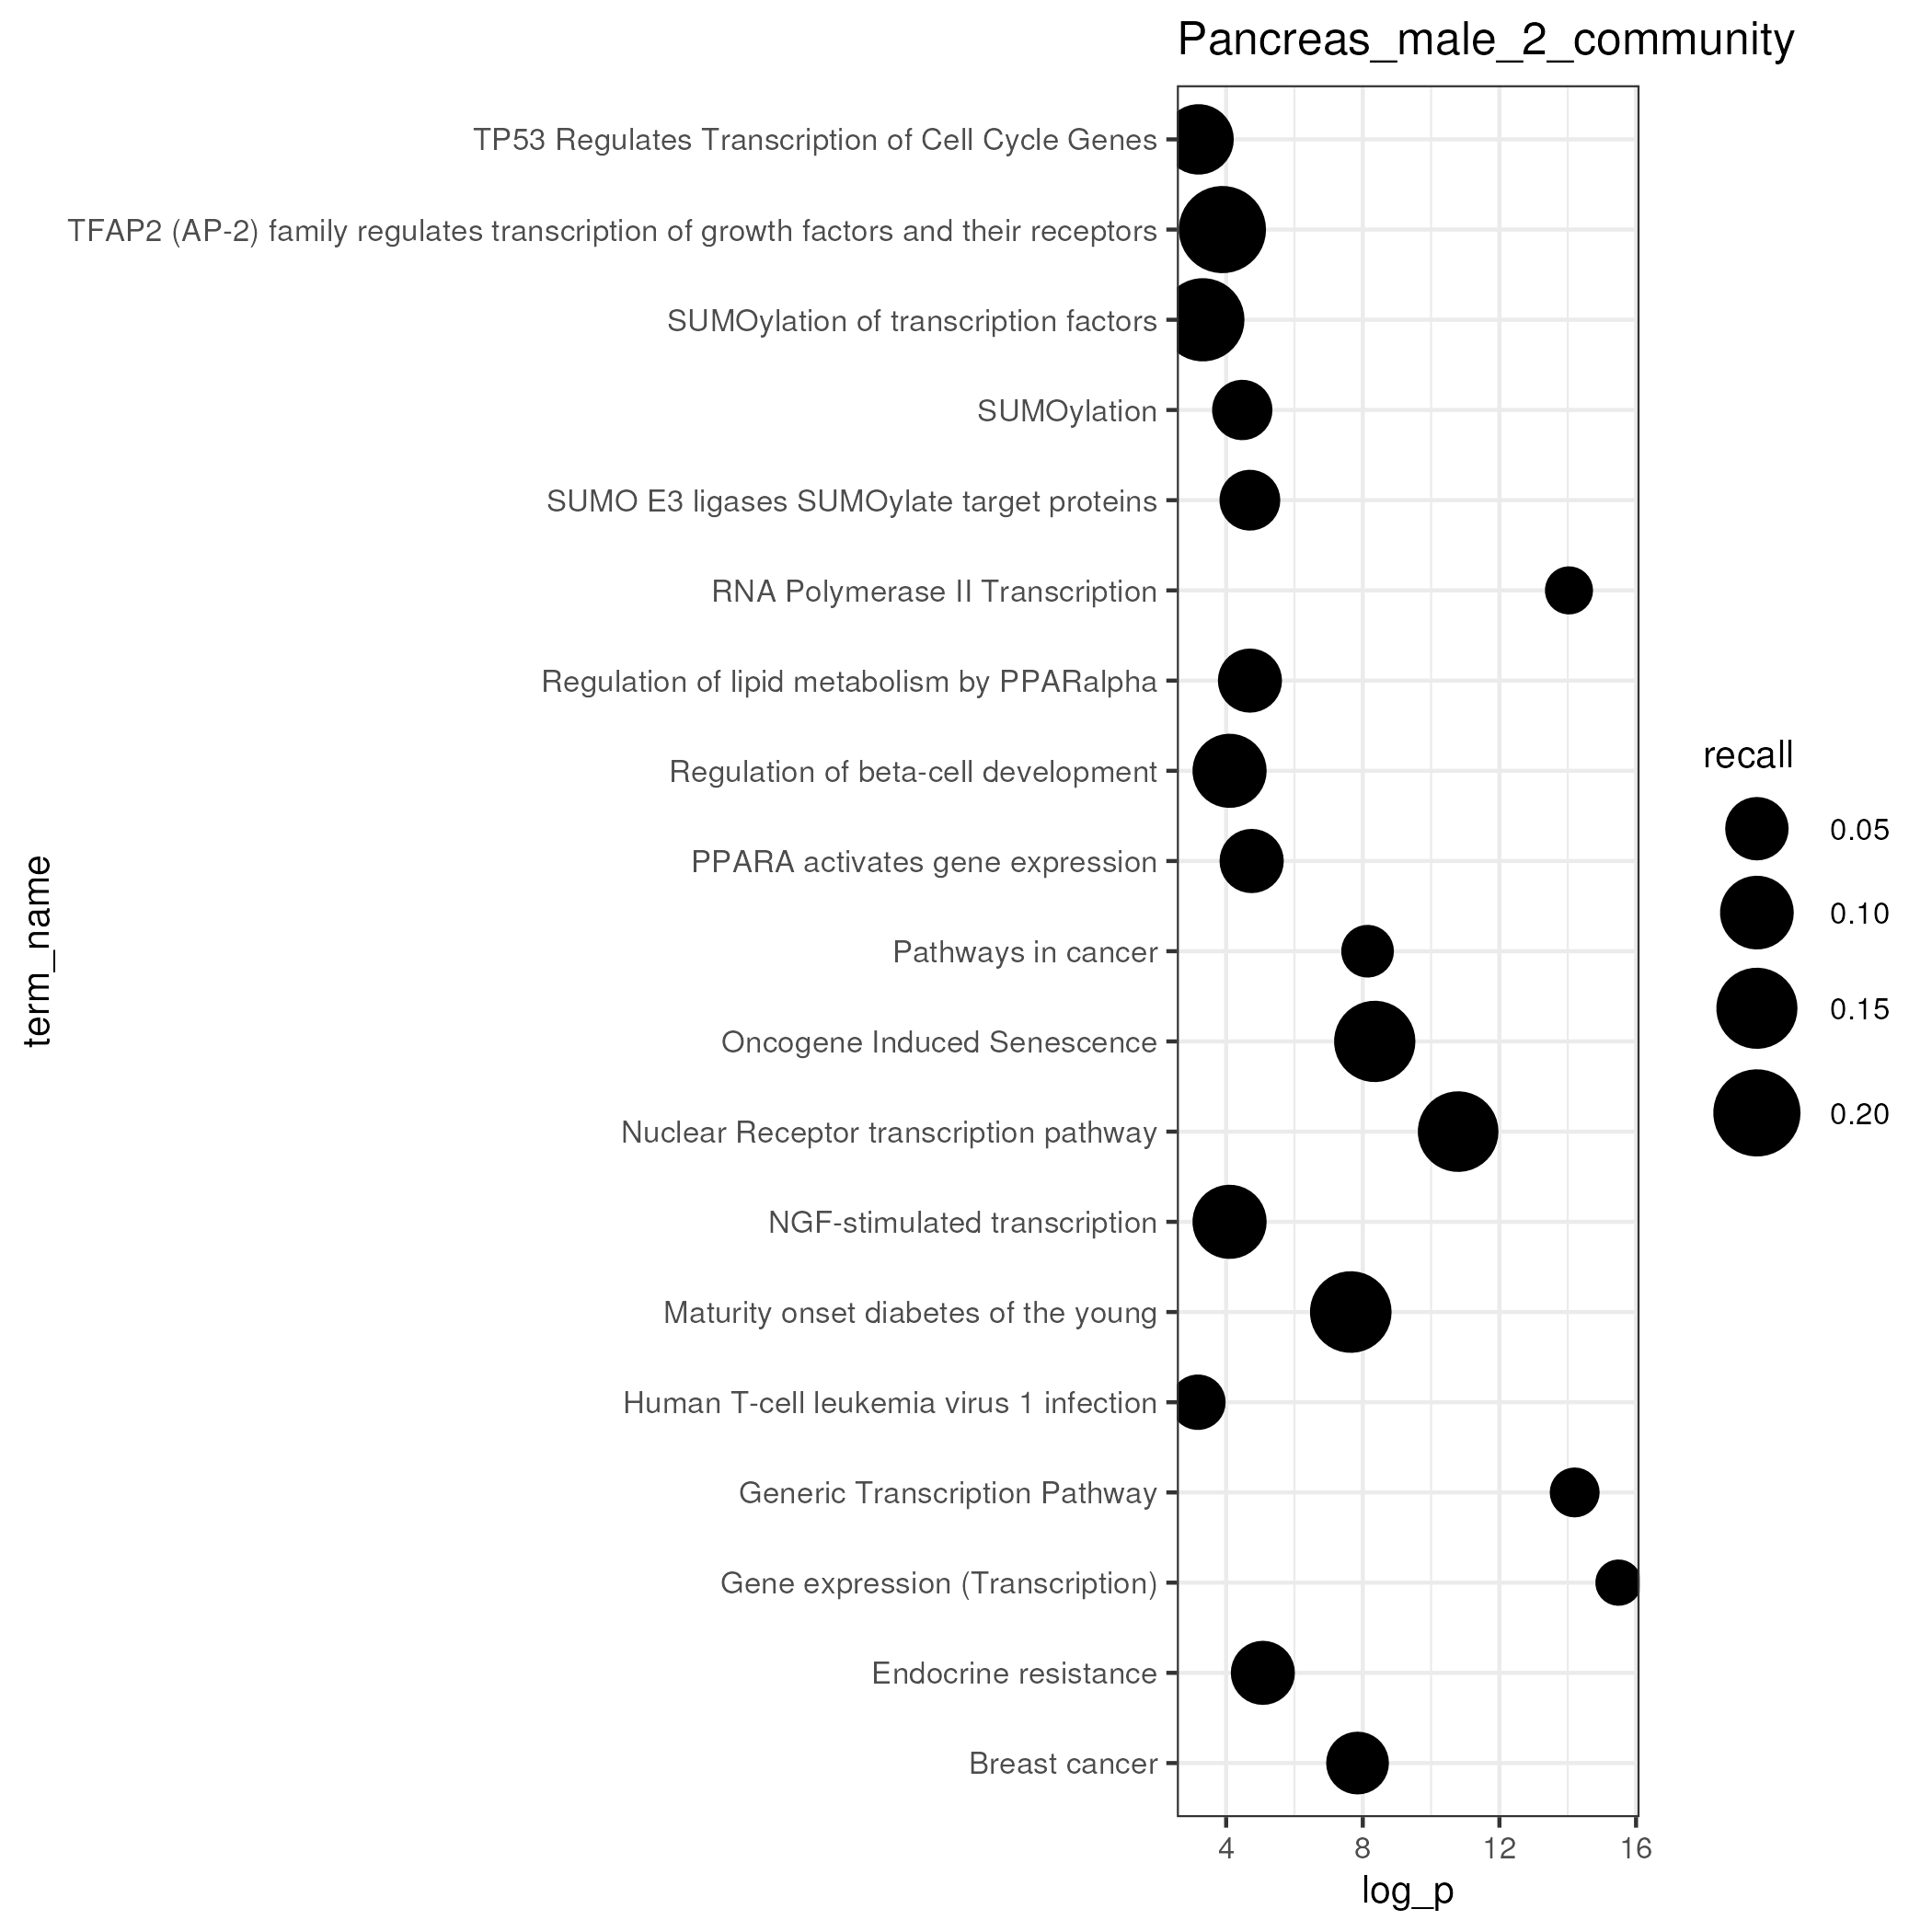 Pancreas_male_2_community
TP53 Regulates Transcription of Cell Cycle Genes
TFAP2 (AP-2) family regulates transcription of growth factors and their receptors
SUMOylation of transcription factors
SUMOylation
SUMO E3 ligases SUMOylate target proteins
RNA Polymerase II Transcription
Regulation of lipid metabolism by PPARalpha
Regulation of beta-cell development
PPARA activates gene expression
Pathways in cancer
Oncogene Induced Senescence
Nuclear Receptor transcription pathway
NGF-stimulated transcription
Maturity onset diabetes of the young
Human T-cell leukemia virus 1 infection
Generic Transcription Pathway
Gene expression (Transcription)
Endocrine resistance
Breast cancer
term_name
4 8 12 16
log_p
recall
0.05
0.10
0.15
0.20